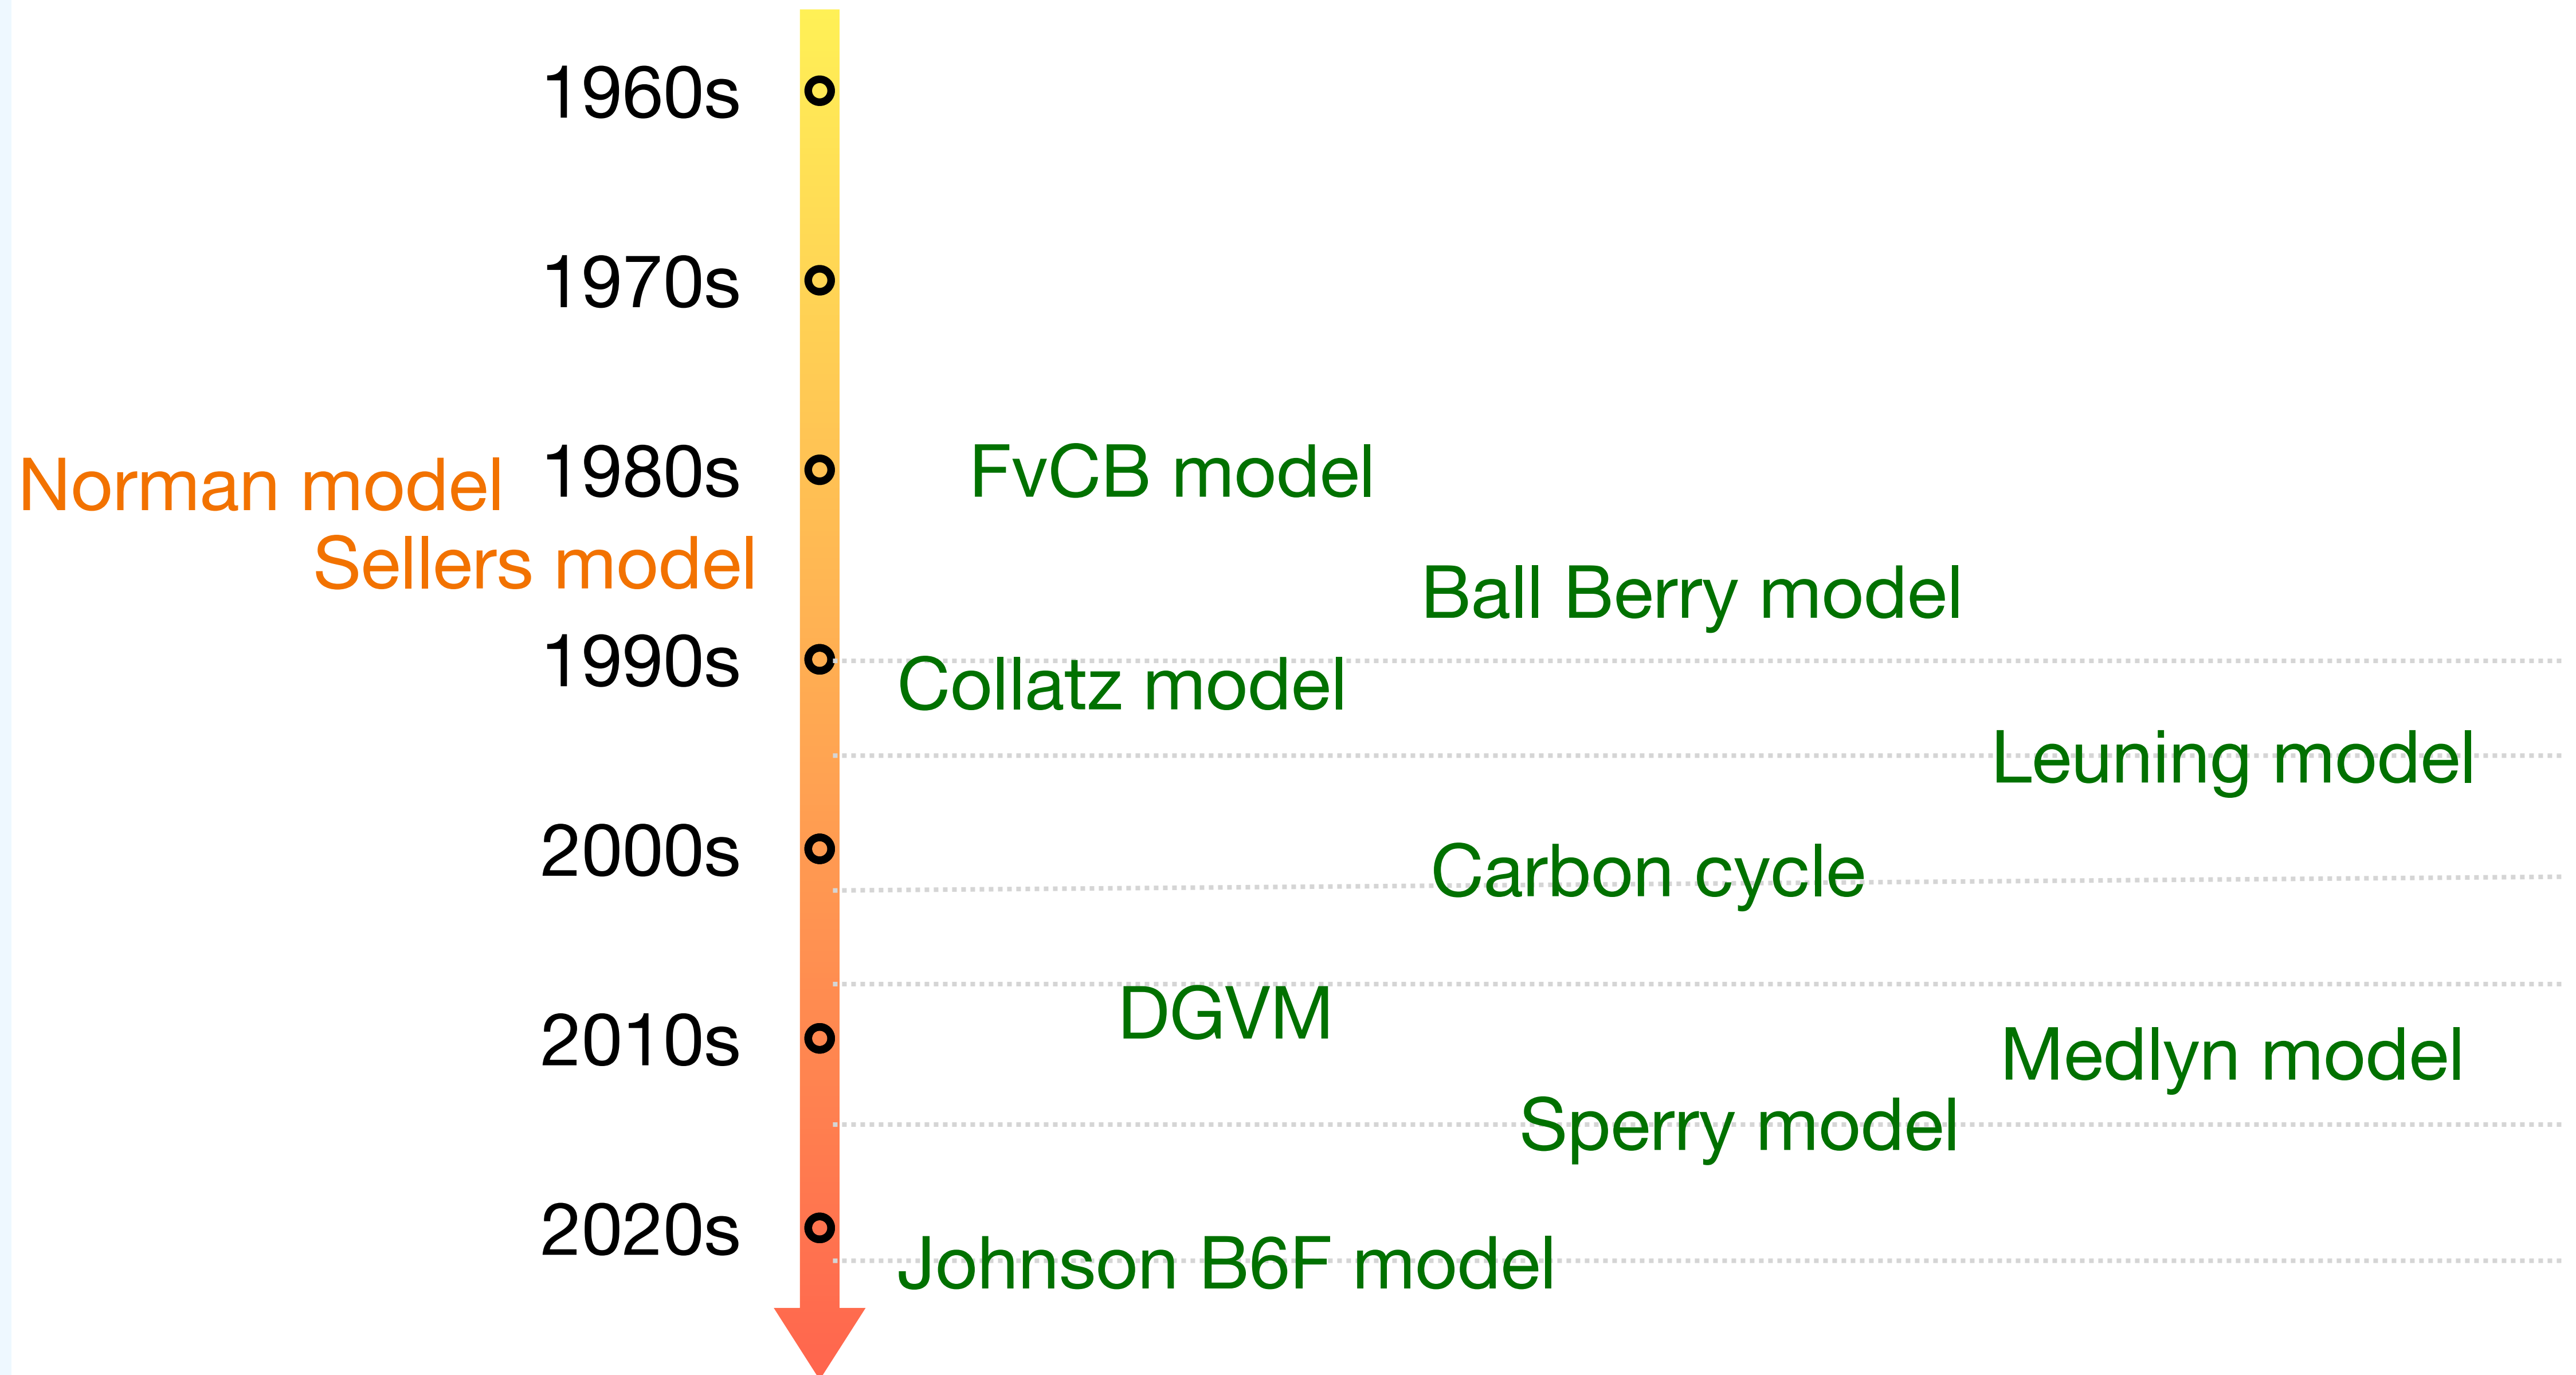 1960s
1970s
Norman model 1980s FvCB model
Sellers model
Ball Berry model
1990s
Collatz model
Leuning model
2000s
Carbon cycle
DGVM
2010s
Medlyn model
Sperry model
2020s
Johnson B6F model